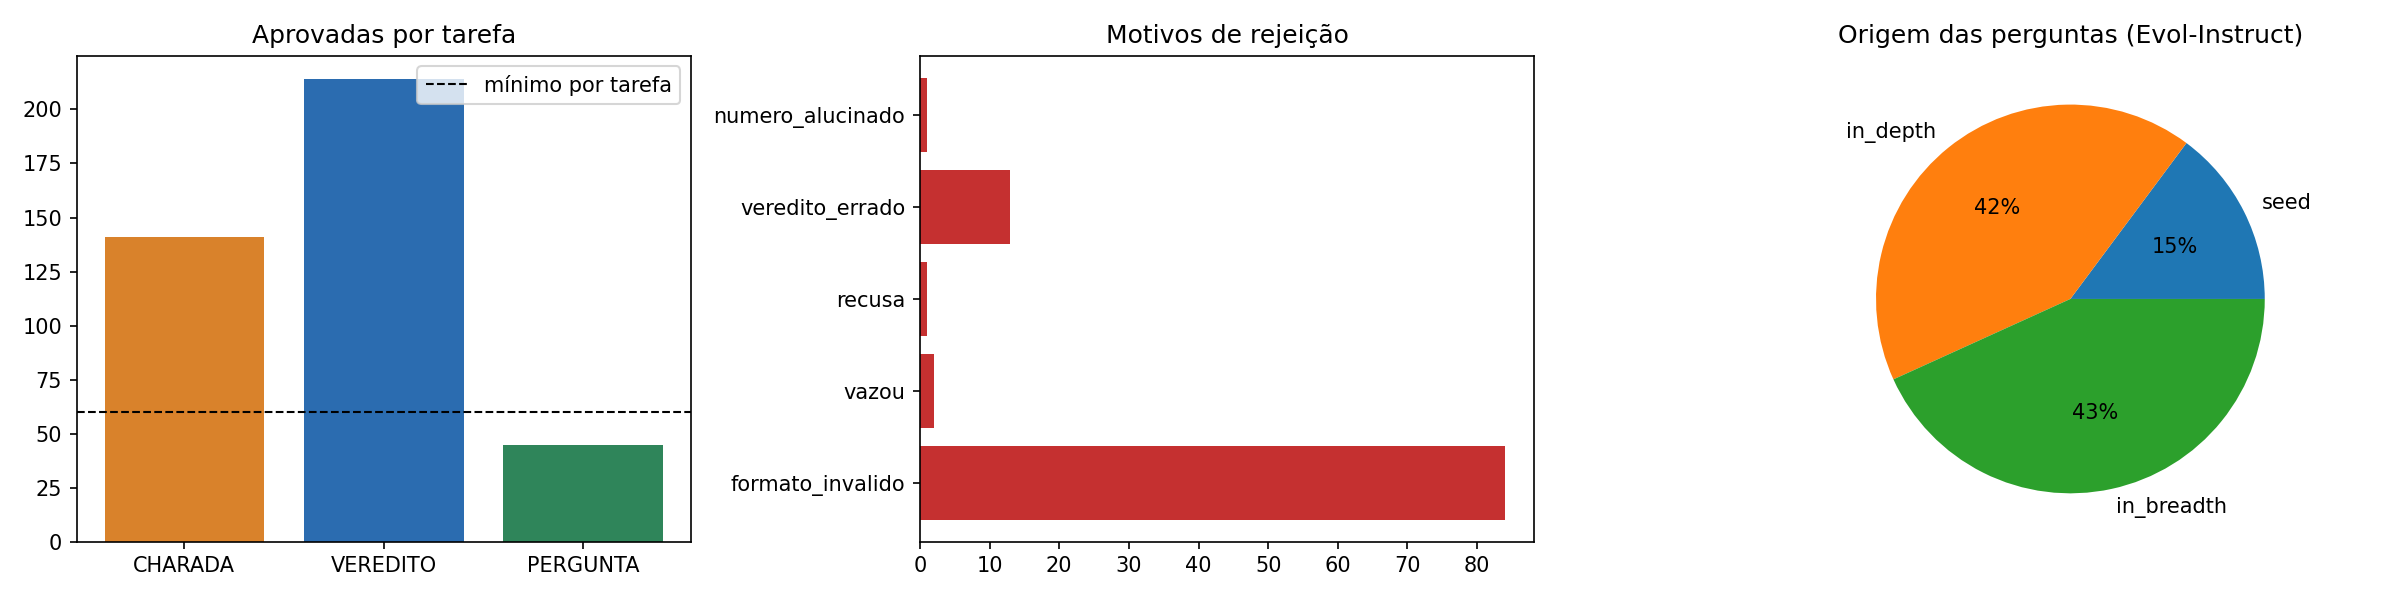 Aprovadas por tarefa
mínimo por tarefa
200
175
150
125
100
75
50
25
0
CHARADA
VEREDITO
PERGUNTA
Motivos de rejeição
numero_alucinado
veredito_errado
recusa
vazou
formato_invalido
0
10
20
30
40
50
60
70
80
Origem das perguntas (Evol-Instruct)
in_depth
seed
42%
15%
43%
in_breadth